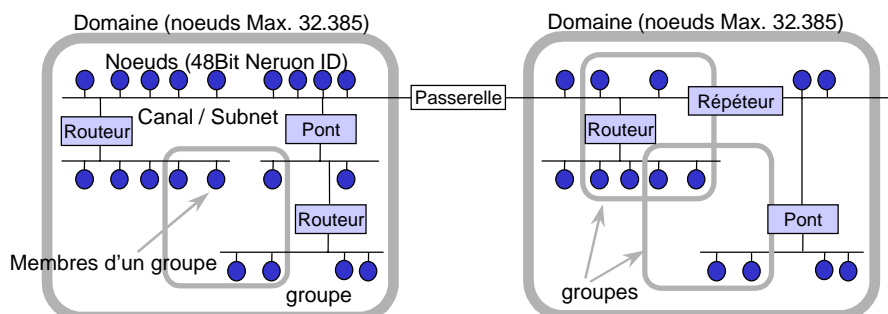 Domaine (noeuds Max. 32.385)
Domaine (noeuds Max. 32.385)
Noeuds (48Bit Neruon ID)
Passerelle
Répéteur
Canal / Subnet
Routeur
Pont
Routeur
Routeur
Pont
Membres d'un groupe
groupe
groupes